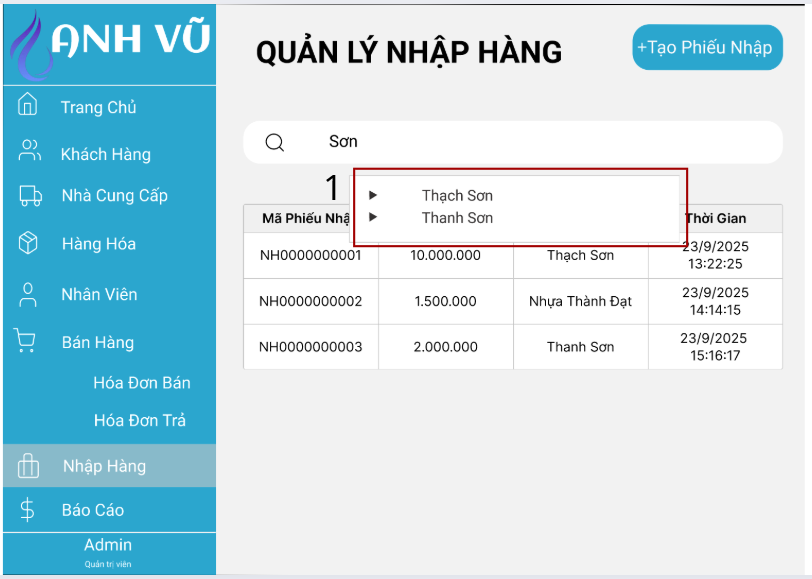 ANH VŨ
QUẢN LÝ NHẬP HÀNG
+Tạo Phiếu Nhập
Trang Chủ
Khách Hàng
Nhà Cung Cấp
Hàng Hóa
Nhân Viên
Bán Hàng
Hóa Đơn Bán
Hóa Đơn Trả
Nhập Hàng
Báo Cáo
Admin
Quản trị viên
Sơn
1
Thạch Sơn
Thanh Sơn
Mã Phiếu Thời Gian
NH0000000001 10.000.000 Thạch Sơn 23/9/2025
13:22:25
NH0000000002 1.500.000 Nhựa Thành Đạt 23/9/2025
14:14:15
NH0000000003 2.000.000 Thanh Sơn 23/9/2025
15:16:17